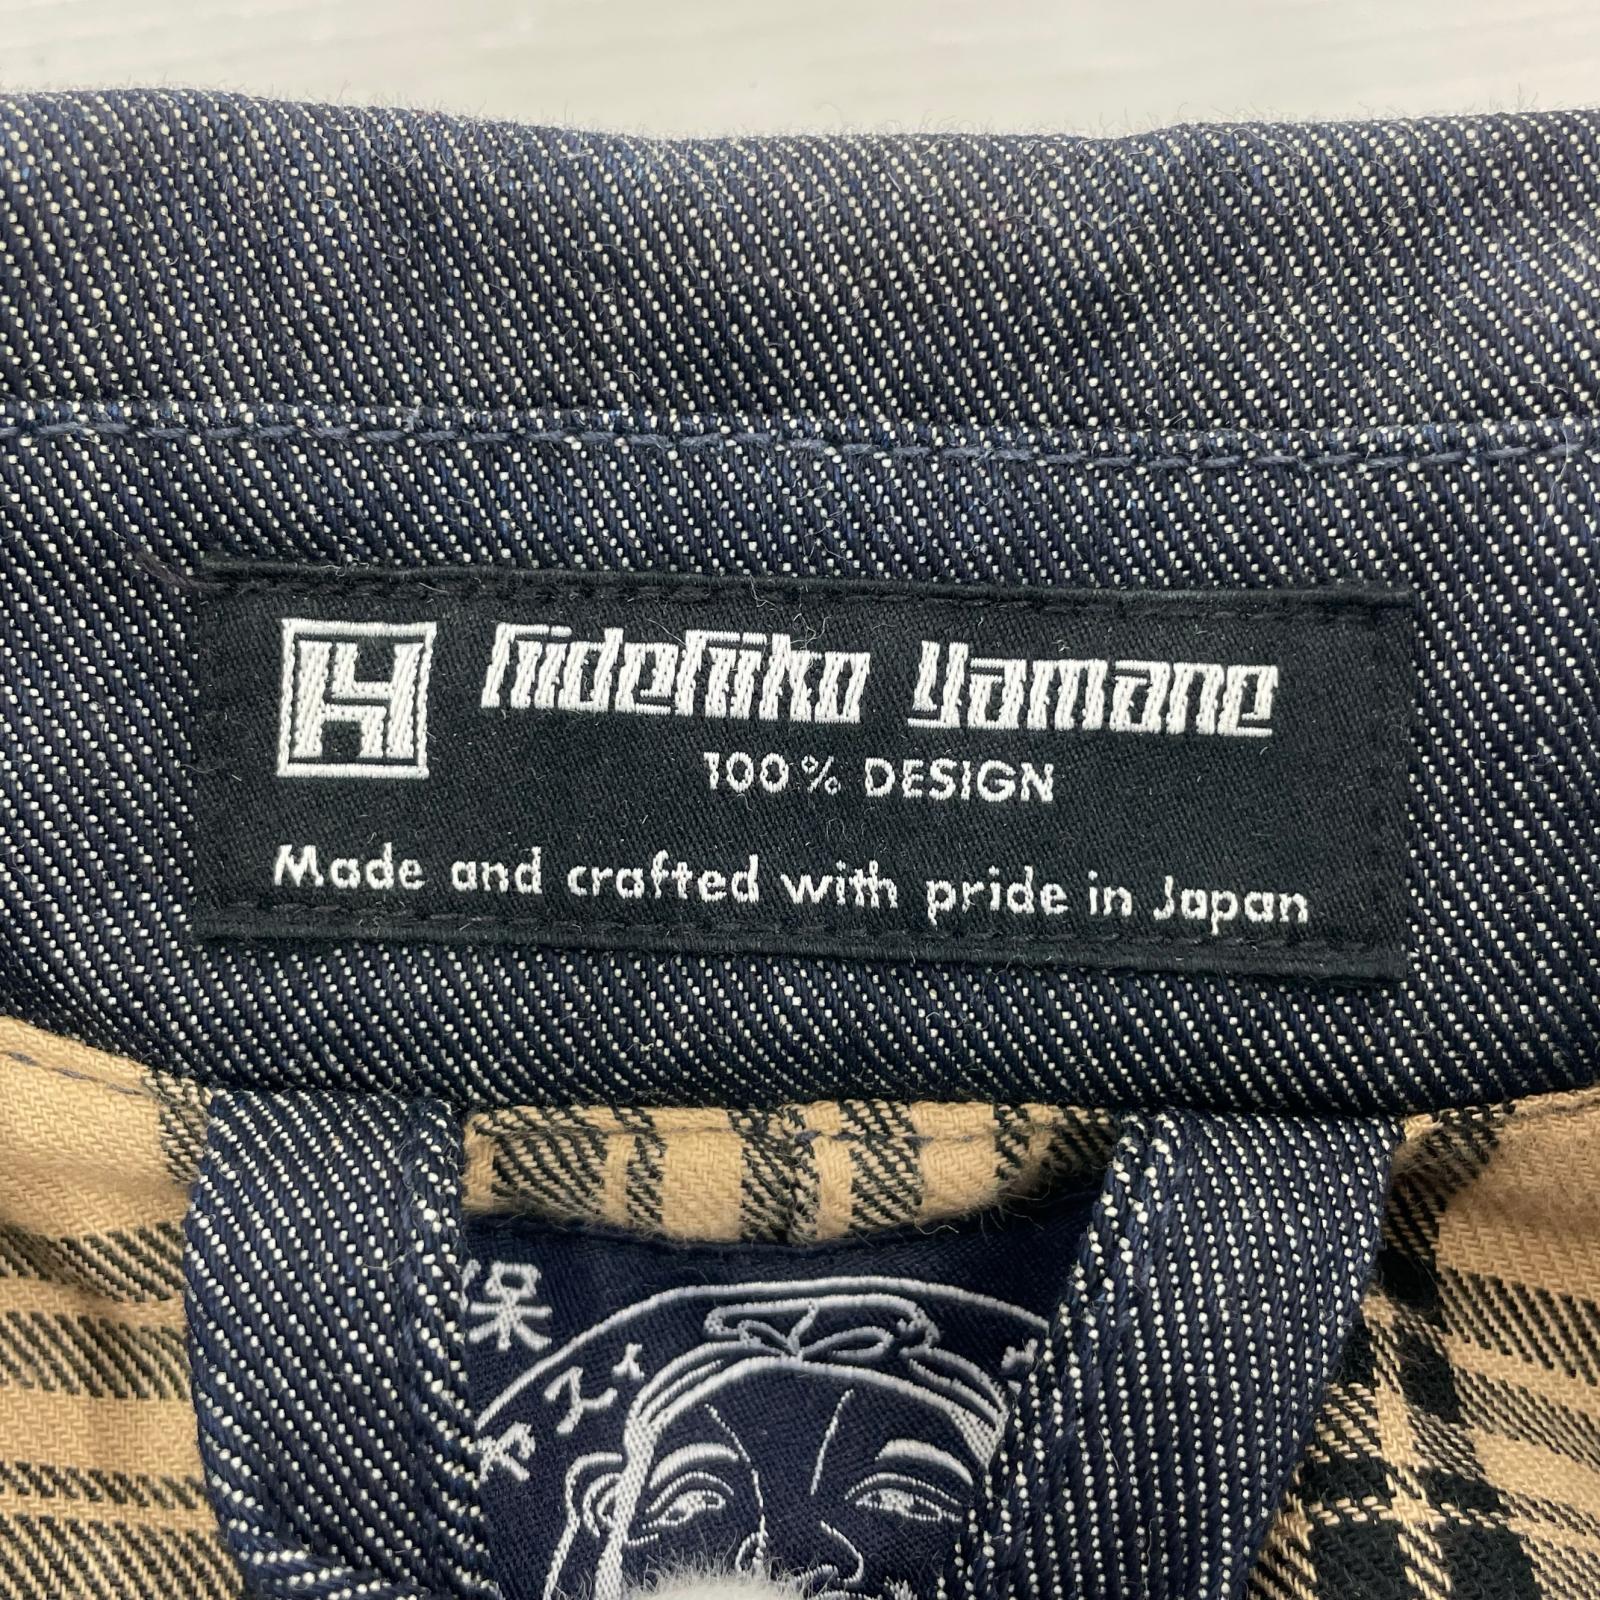 H Hidehiko Yamane
100% DESIGN
Made and crafted with pride in Japan
保